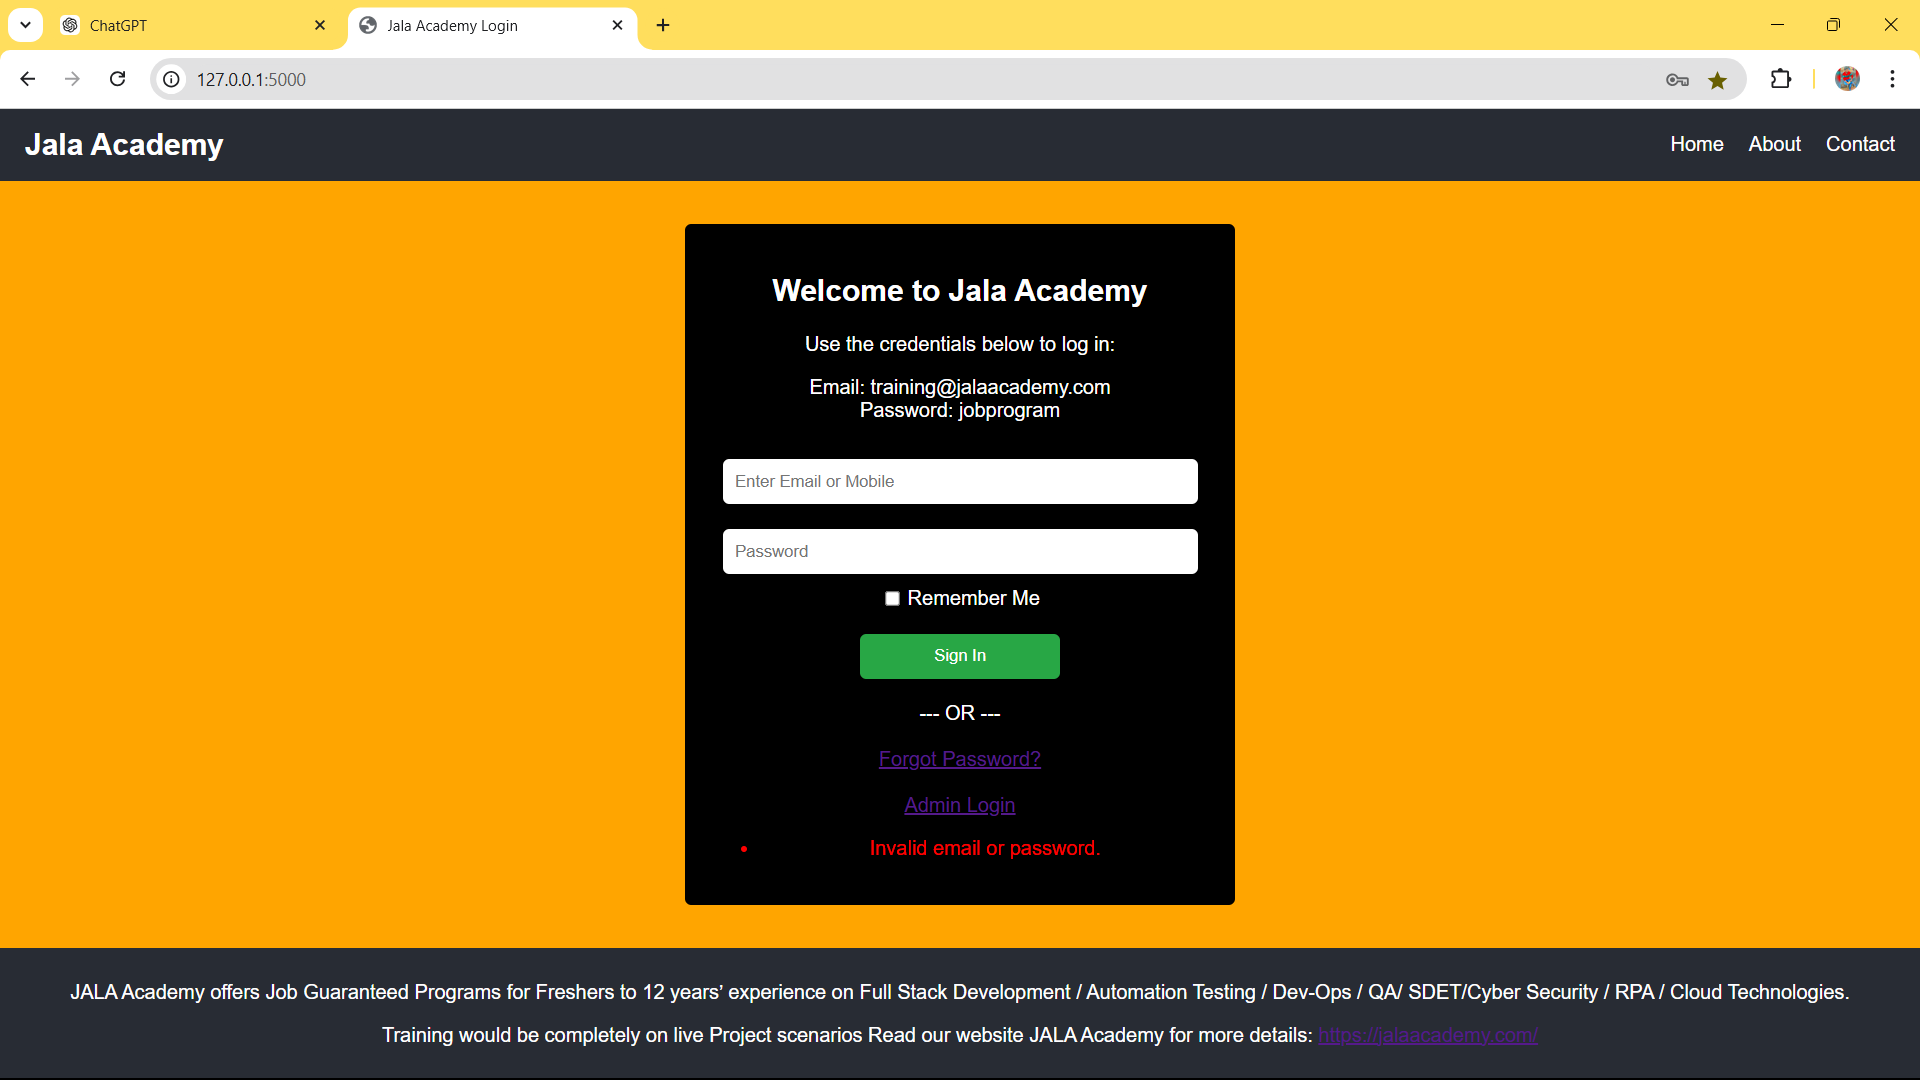 ChatGPT
Jala Academy Login
127.0.0.1:5000
Jala Academy
Home About Contact
Welcome to Jala Academy
Use the credentials below to log in:
Email: training@jalaacademy.com
Password: jobprogram
Enter Email or Mobile
Password
Remember Me
Sign In
--- OR ---
Forgot Password?
Admin Login
• Invalid email or password.
JALA Academy offers Job Guaranteed Programs for Freshers to 12 years’ experience on Full Stack Development / Automation Testing / Dev-Ops / QA/ SDET/Cyber Security / RPA / Cloud Technologies.
Training would be completely on live Project scenarios Read our website JALA Academy for more details: https://jalaacademy.com/